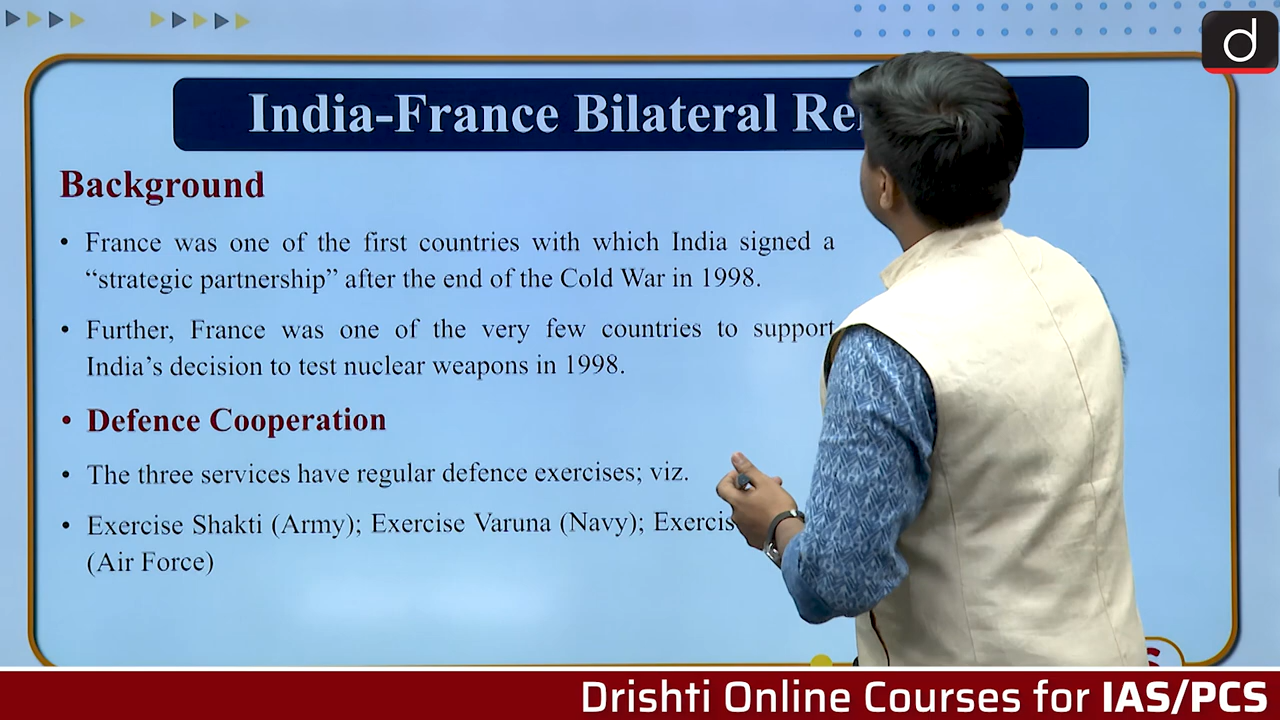 d
India-France Bilateral
Background
• France was one of the first countries with which India signed a
“strategic partnership” after the end of the Cold War in 1998.
• Further, France was one of the very few countries to support
India’s decision to test nuclear weapons in 1998.
• Defence Cooperation
• The three services have regular defence exercises; viz.
• Exercise Shakti (Army); Exercise Varuna (Navy);
(Air Force)
Drishti Online Courses for IAS/PCS